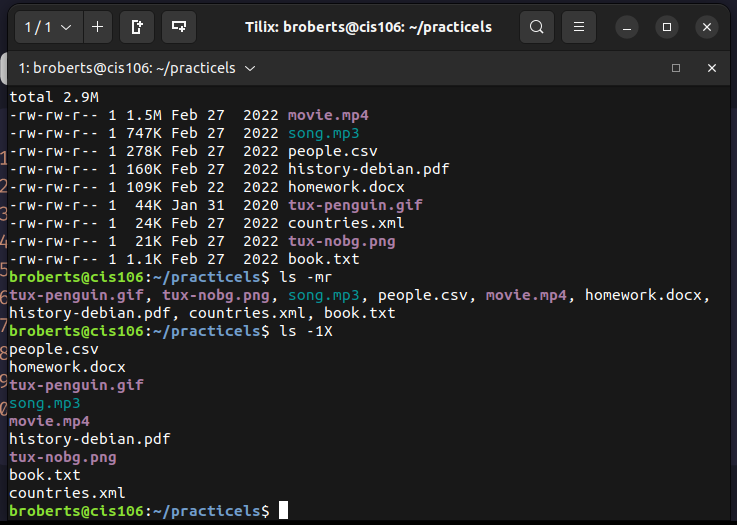 1 / 1
Tilix: broberts@cis106: ~/practicels
1: broberts@cis106: ~/practicels
total 2.9M
-rw-rw-r-- 1 1.5M Feb 27  2022 movie.mp4
-rw-rw-r-- 1 747K Feb 27  2022 song.mp3
-rw-rw-r-- 1 278K Feb 27  2022 people.csv
-rw-rw-r-- 1 160K Feb 27  2022 history-debian.pdf
-rw-rw-r-- 1 109K Feb 22  2022 homework.docx
-rw-rw-r-- 1  44K Jan 31  2020 tux-penguin.gif
-rw-rw-r-- 1  24K Feb 27  2022 countries.xml
-rw-rw-r-- 1  21K Feb 27  2022 tux-nobg.png
-rw-rw-r-- 1 1.1K Feb 27  2022 book.txt
broberts@cis106:~/practicels$ ls -mr
tux-penguin.gif, tux-nobg.png, song.mp3, people.csv, movie.mp4, homework.docx,
history-debian.pdf, countries.xml, book.txt
broberts@cis106:~/practicels$ ls -1X
people.csv
homework.docx
tux-penguin.gif
song.mp3
movie.mp4
history-debian.pdf
tux-nobg.png
book.txt
countries.xml
broberts@cis106:~/practicels$